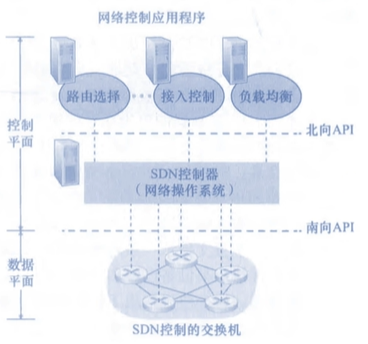 网络控制应用程序
路由选择
···
接入控制
负载均衡
控制
平面
北向API
SDN控制器
（网络操作系统）
南向API
数据
平面
SDN控制的交换机